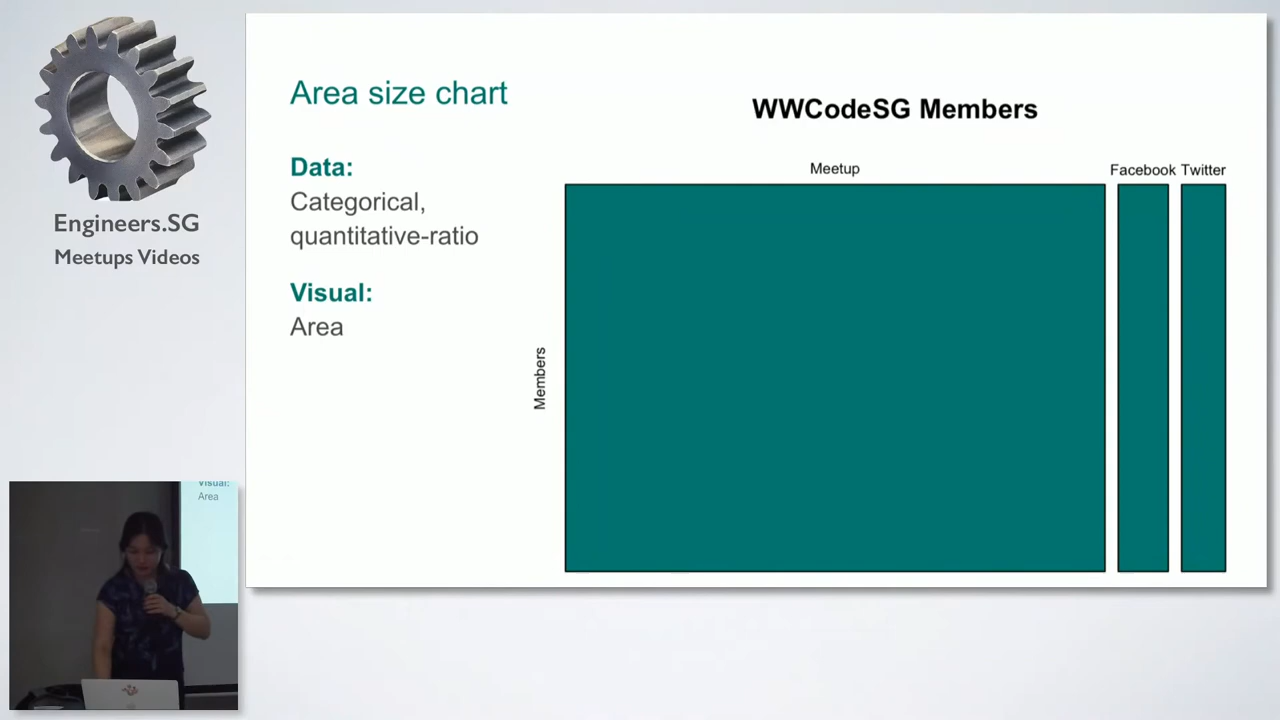 Engineers.SG
Meetups Videos
Area size chart
Data:
Categorical,
quantitative-ratio
Visual:
Area
WWCodeSG Members
Meetup
Facebook
Twitter
Members
Visual:
Area